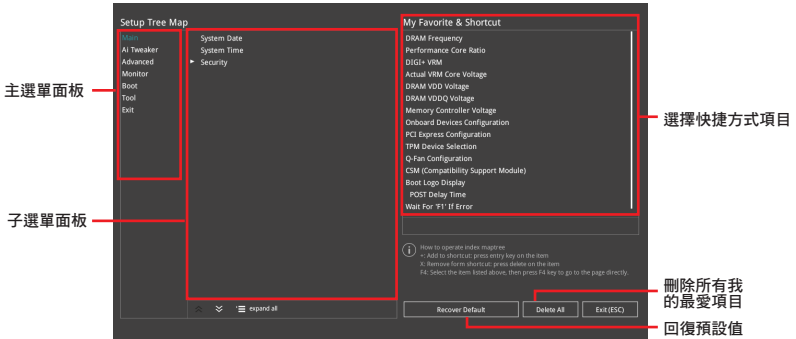 Setup Tree Map
My Favorite & Shortcut
Main
Ai Tweaker
Advanced
Monitor
Boot
Tool
Exit
System Date
System Time
Security
DRAM Frequency
Performance Core Ratio
DIGI+ VRM
Actual VRM Core Voltage
DRAM VDD Voltage
DRAM VDDQ Voltage
Memory Controller Voltage
Onboard Devices Configuration
PCI Express Configuration
TPM Device Selection
Q-Fan Configuration
CSM (Compatibility Support Module)
Boot Logo Display
POST Delay Time
Wait For 'F1' If Error
主選單面板
子選單面板
選擇快捷方式項目
How to operate index maptree
+: Add to shortcut: press entry key on the item
X: Remove form shortcut: press delete on the item
F4: Select the item listed above, then press F4 key to go to the page directly.
expand all
Recover Default
Delete All
Exit (ESC)
刪除所有我
的最愛項目
回復預設值